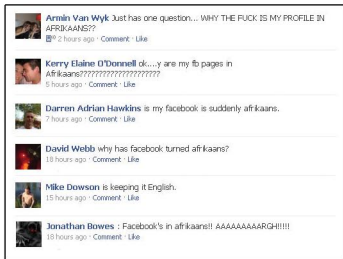 Armin Van Wyk Just has one question... WHY THE FUCK IS MY PROFILE IN
AFRIKAANS??
2 hours ago · Comment · Like
Kerry Elaine O'Donnell ok....y are my fb pages in
Afrikaans?????????????????????
5 hours ago · Comment · Like
Darren Adrian Hawkins is my facebook is suddenly afrikaans.
7 hours ago · Comment · Like
David Webb why has facebook turned afrikaans?
18 hours ago · Comment · Like
Mike Dowson is keeping it English.
15 hours ago · Comment · Like
Jonathan Bowes : Facebook's in afrikaans!! AAAAAAAARGH!!!!!
18 hours ago · Comment · Like